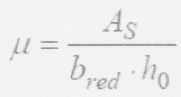 μ = A_S / (b_red · h_0)